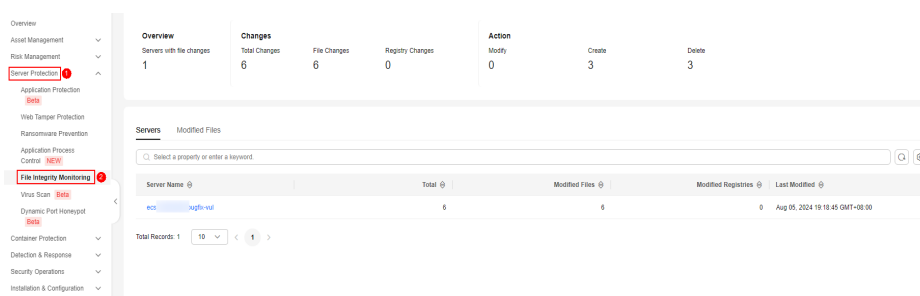 Overview
Asset Management
Risk Management
Server Protection 1
Application Protection
Beta
Web Tamper Protection
Ransomware Prevention
Application Process
Control NEW
File Integrity Monitoring 2
Virus Scan Beta
Dynamic Port Honeypot
Beta
Container Protection
Detection & Response
Security Operations
Installation & Configuration
Overview Changes Action
Servers with file changes Total Changes File Changes Registry Changes Modify Create Delete
1 6 6 0 0 3 3
Servers Modified Files
Select a property or enter a keyword.
Server Name Total Modified Files Modified Registries Last Modified
ecs ugfix-vul 6 6 0 Aug 05, 2024 19:18:45 GMT+08:00
Total Records: 1 10 < 1 >